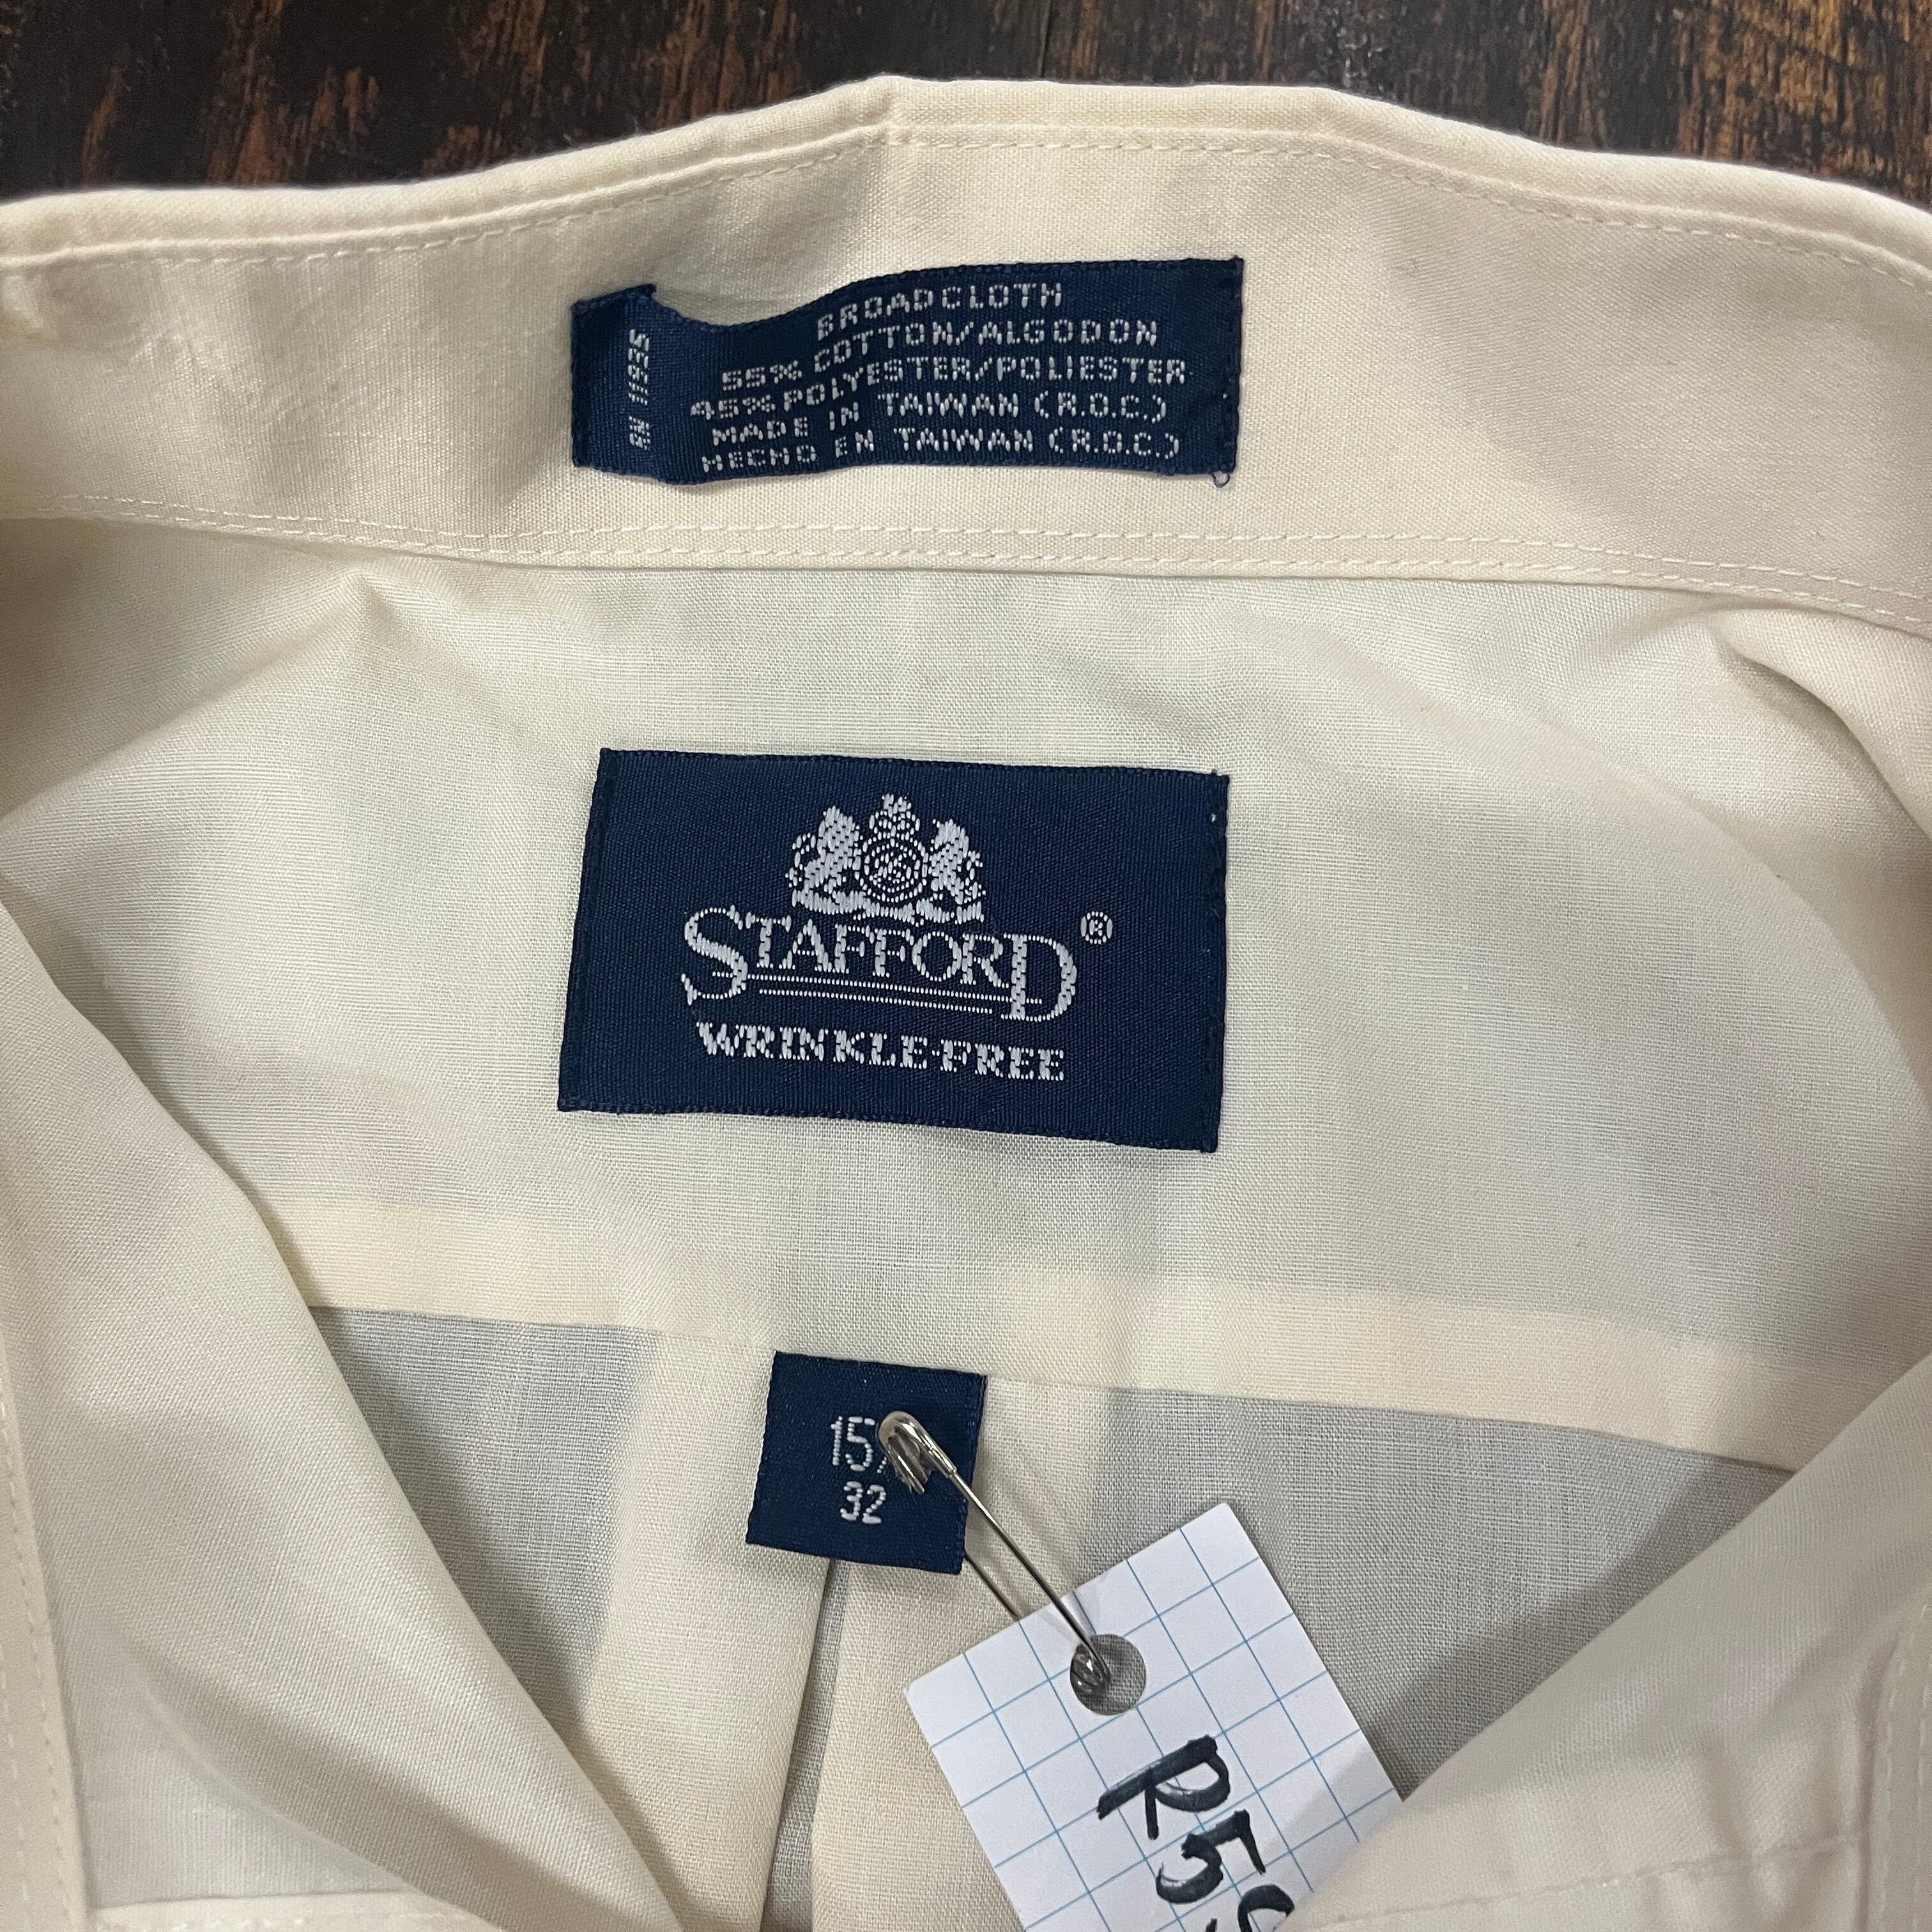 BROADCLOTH
55% COTTON/ALGODON
45% POLYESTER/POLIESTER
MADE IN TAIWAN (R.O.C.)
HECHO EN TAIWAN (R.O.C.)
RN 11935
STAFFORD®
WRINKLE-FREE
15
32